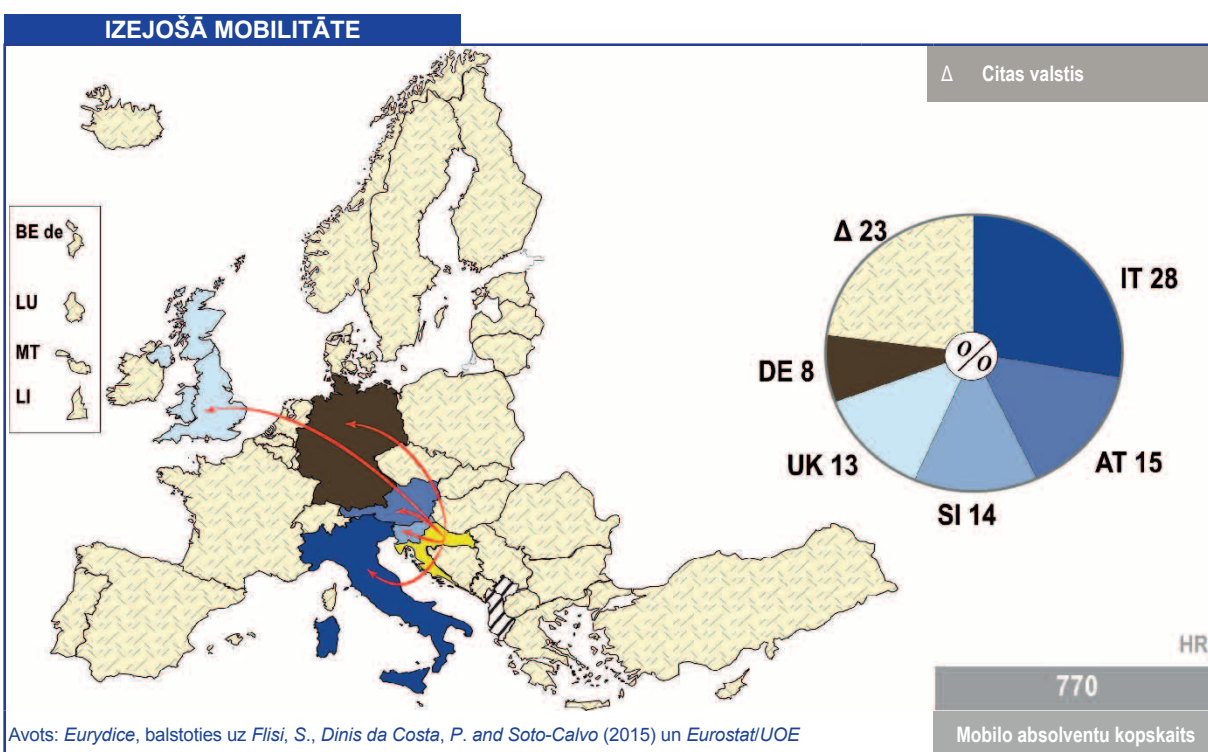 IZEJOŠĀ MOBILITĀTE
Δ Citas valstis
BE de
LU
MT
LI
Δ 23
IT 28
%
DE 8
UK 13
AT 15
SI 14
HR
770
Mobilo absolventu kopskaits
Avots: Eurydice, balstoties uz Flisi, S., Dinis da Costa, P. and Soto-Calvo (2015) un Eurostat/UOE